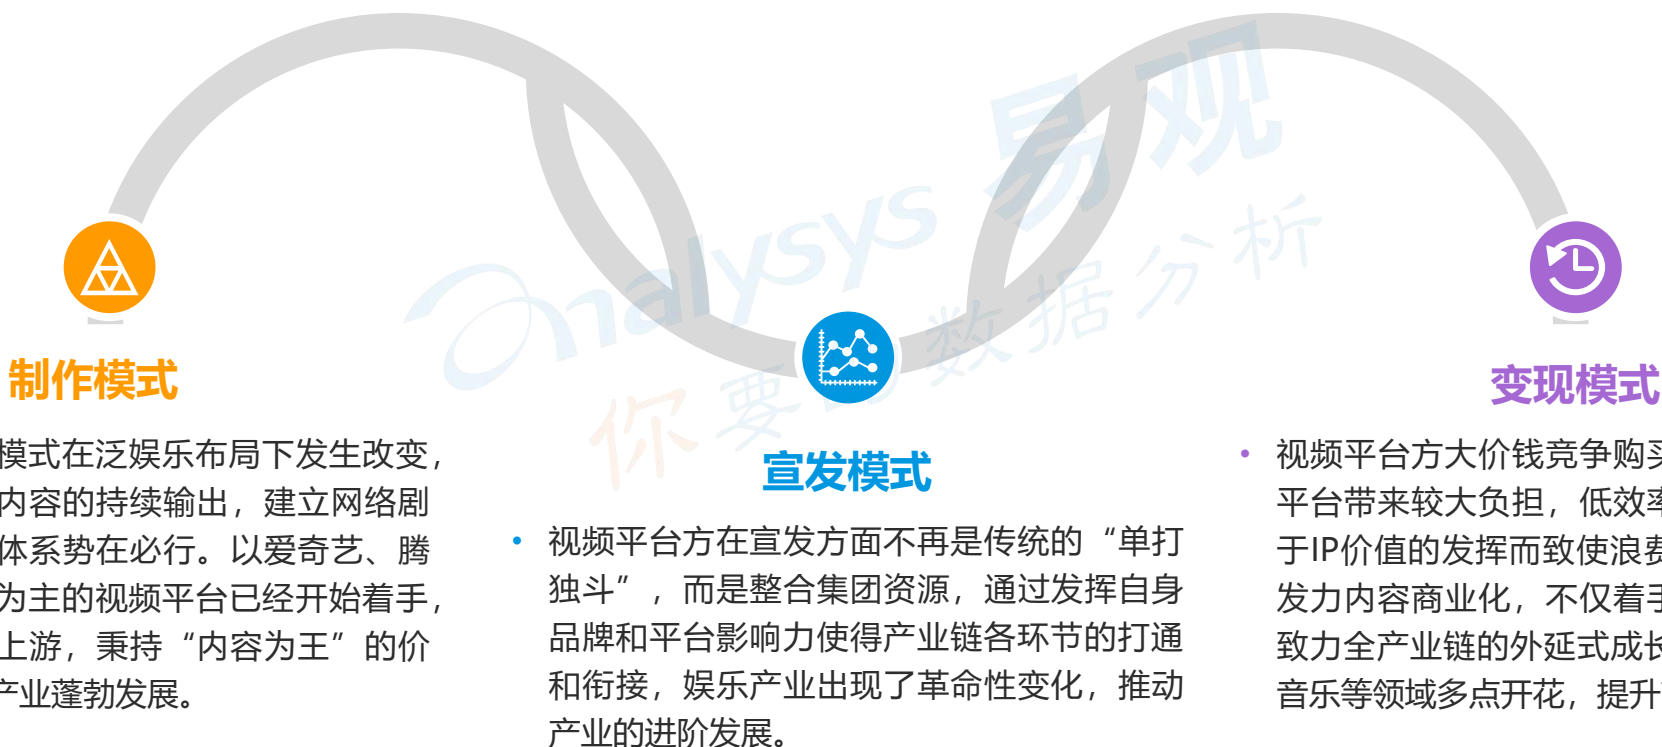 Analysys 易观
你要的数据分析
制作模式
模式在泛娱乐布局下发生改变，
内容的持续输出，建立网络剧
体系势在必行。以爱奇艺、腾
为主的视频平台已经开始着手，
上游，秉持“内容为王”的价
产业蓬勃发展。
宣发模式
• 视频平台方在宣发方面不再是传统的“单打
独斗”，而是整合集团资源，通过发挥自身
品牌和平台影响力使得产业链各环节的打通
和衔接，娱乐产业出现了革命性变化，推动
产业的进阶发展。
变现模式
• 视频平台方大价钱竞争购买
平台带来较大负担，低效率
于IP价值的发挥而致使浪费
发力内容商业化，不仅着手
致力全产业链的外延式成长
音乐等领域多点开花，提升